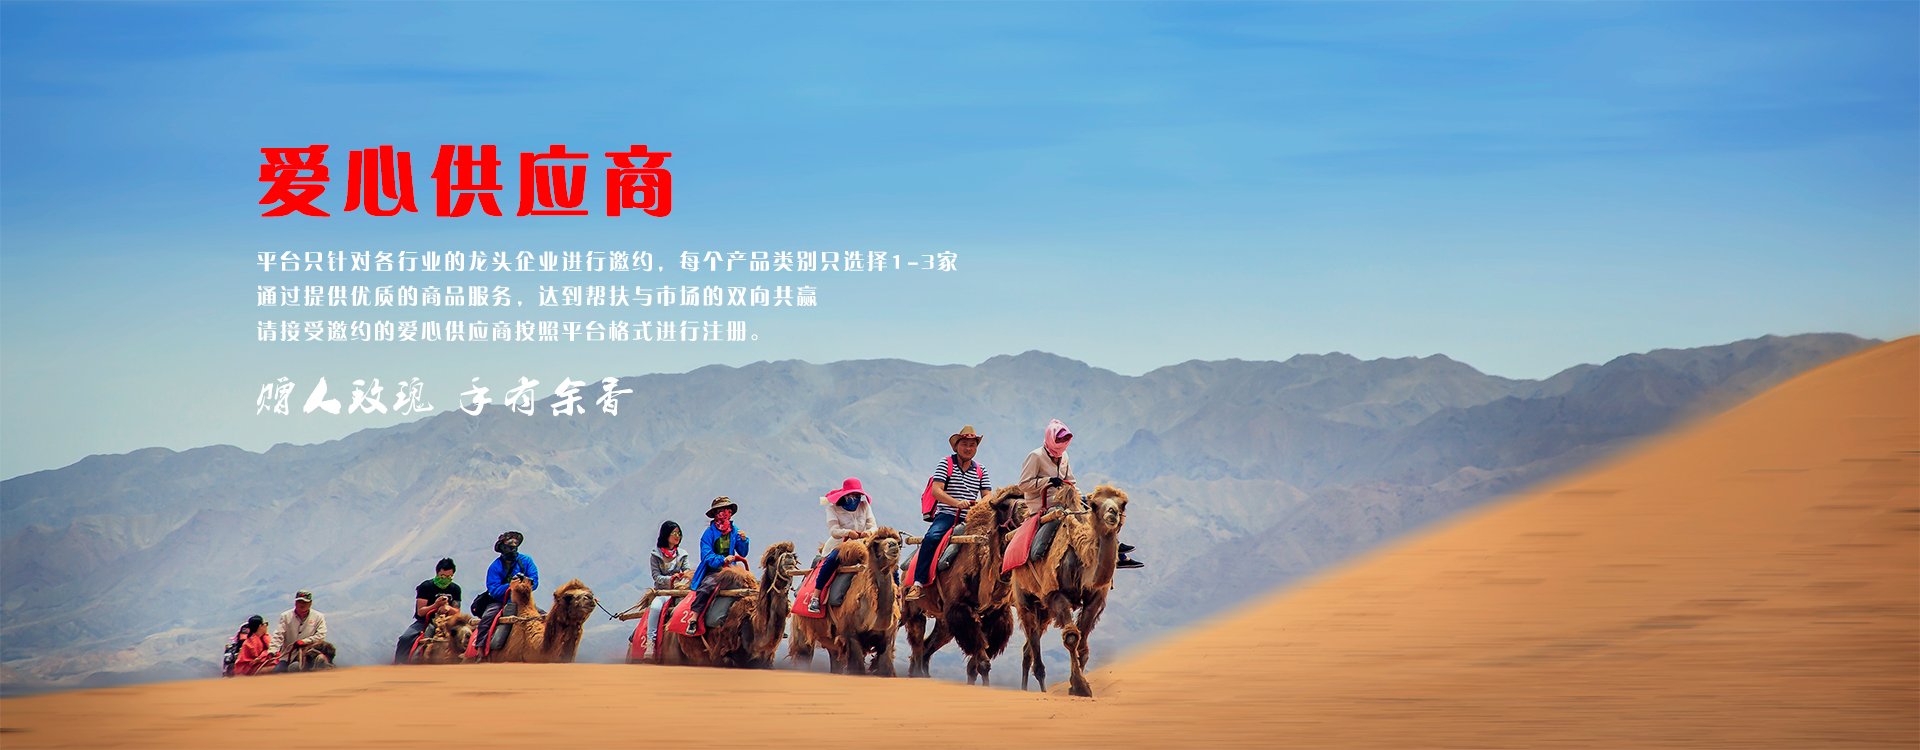 爱心供应商
平台只针对各行业的龙头企业进行邀约，每个产品类别只选择1-3家
通过提供优质的商品服务，达到帮扶与市场的双向共赢
请接受邀约的爱心供应商按照平台格式进行注册。
赠人玫瑰 手有余香